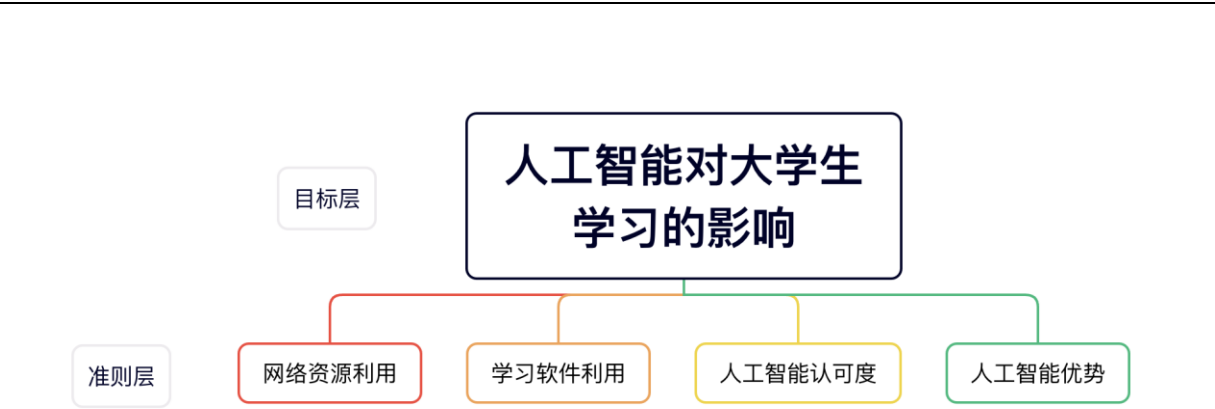 人工智能对大学生
学习的影响
目标层
准则层
网络资源利用
学习软件利用
人工智能认可度
人工智能优势